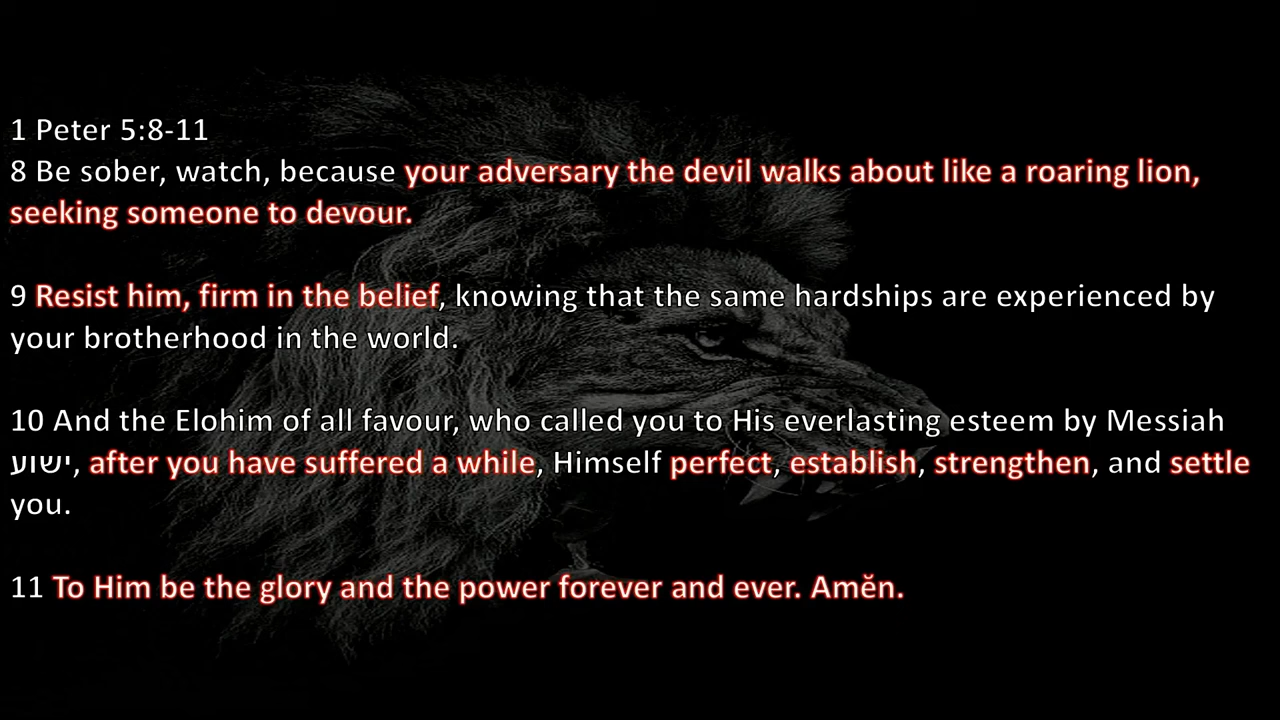 1 Peter 5:8-11
8 Be sober, watch, because your adversary the devil walks about like a roaring lion,
seeking someone to devour.
9 Resist him, firm in the belief, knowing that the same hardships are experienced by
your brotherhood in the world.
10 And the Elohim of all favour, who called you to His everlasting esteem by Messiah
ישוע, after you have suffered a while, Himself perfect, establish, strengthen, and settle
you.
11 To Him be the glory and the power forever and ever. Amĕn.